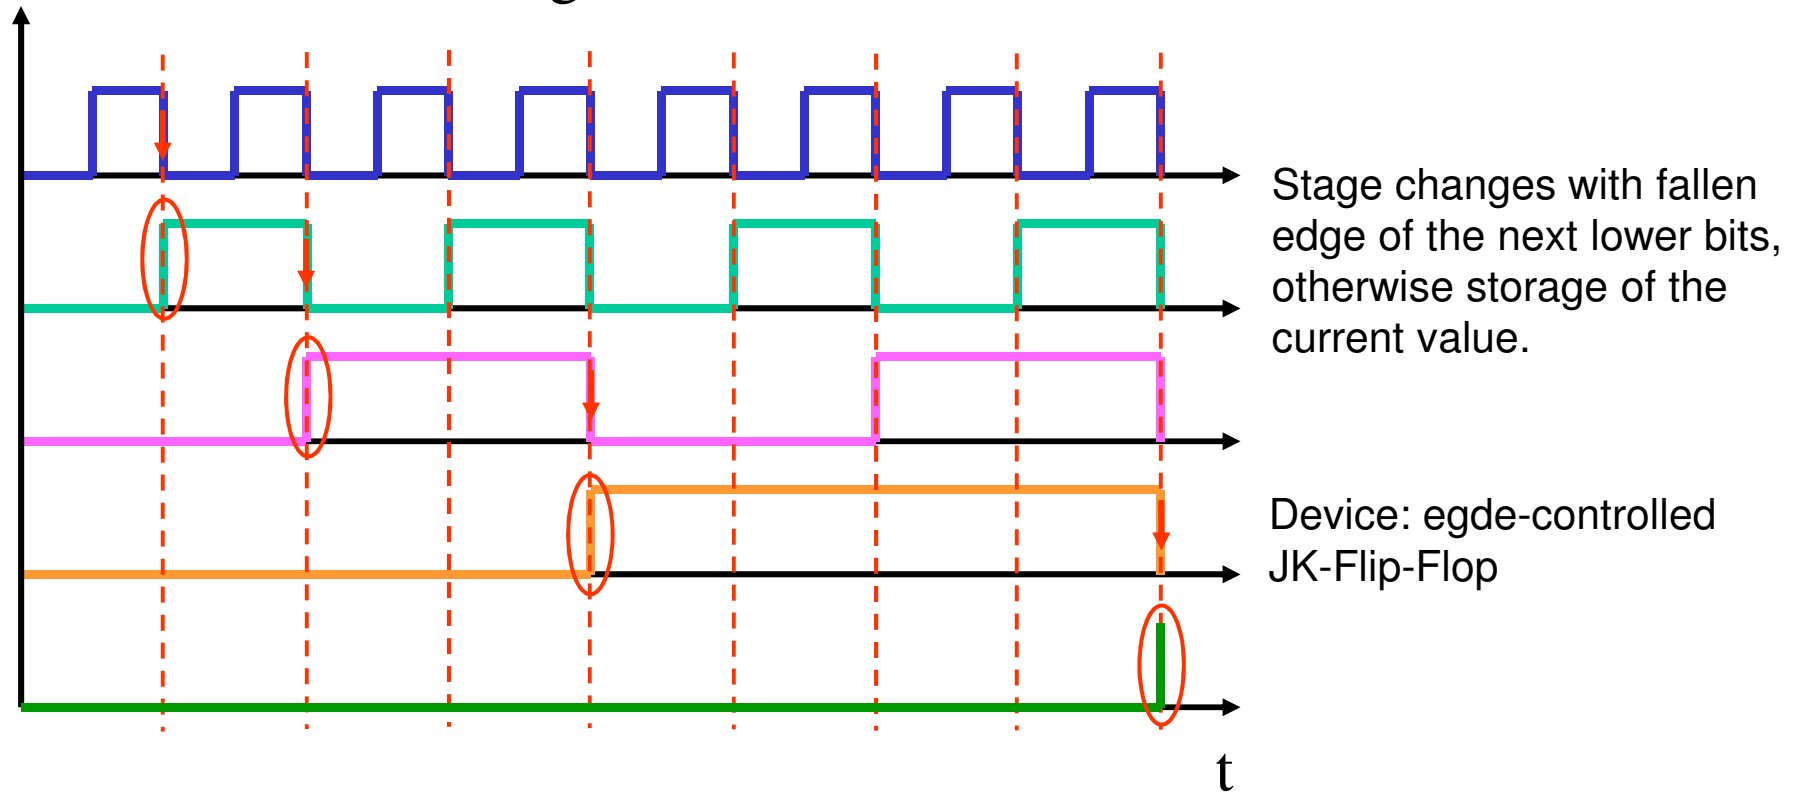 Stage changes with fallen
edge of the next lower bits,
otherwise storage of the
current value.
Device: egde-controlled
JK-Flip-Flop
t